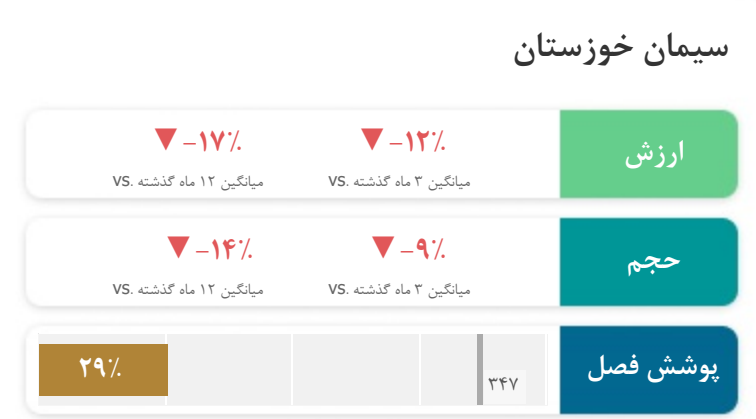 سیمان خوزستان
ارزش
-۱۲٪ ▼ -۱۷٪ ▼
میانگین ۳ ماه گذشته .VS میانگین ۱۲ ماه گذشته .VS
حجم
-۹٪ ▼ -۱۴٪ ▼
میانگین ۳ ماه گذشته .VS میانگین ۱۲ ماه گذشته .VS
پوشش فصل
۳۴۷ ۲۹٪